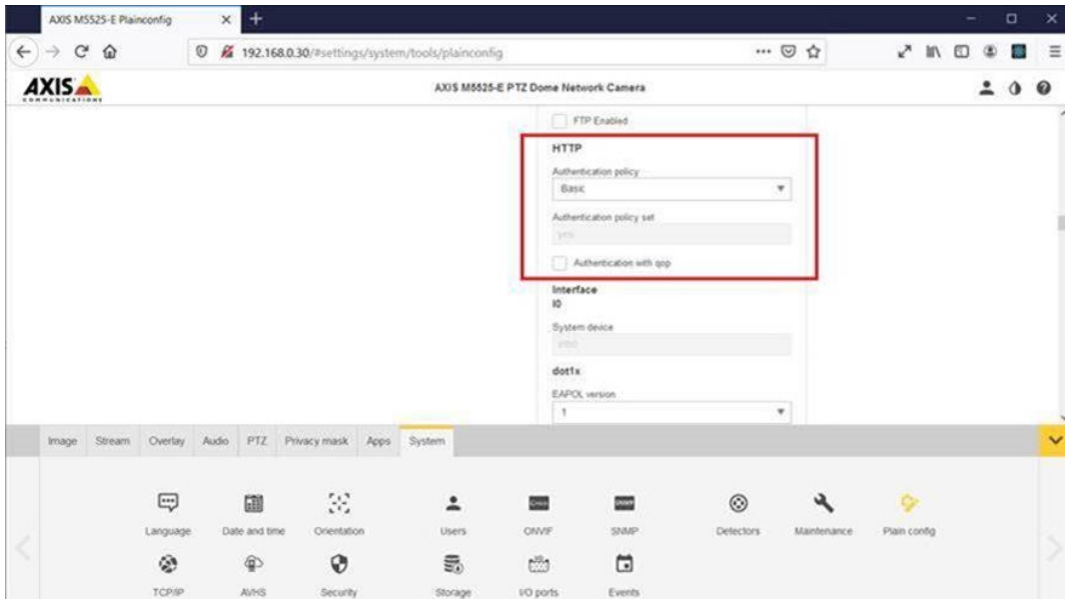 AXIS M5525-E Plainconfig
192.168.0.30/#settings/system/tools/plainconfig
AXIS
COMMUNICATIONS
AXIS M5525-E PTZ Dome Network Camera
FTP Enabled
HTTP
Authentication policy
Basic
Authentication policy set
yes
Authentication with qop
Interface
I0
System device
eth0
dot1x
EAPOL version
1
Image Stream Overlay Audio PTZ Privacy mask Apps System
Language Date and time Orientation Users ONVIF SNMP Detectors Maintenance Plain config
TCP/IP AVHS Security Storage I/O ports Events